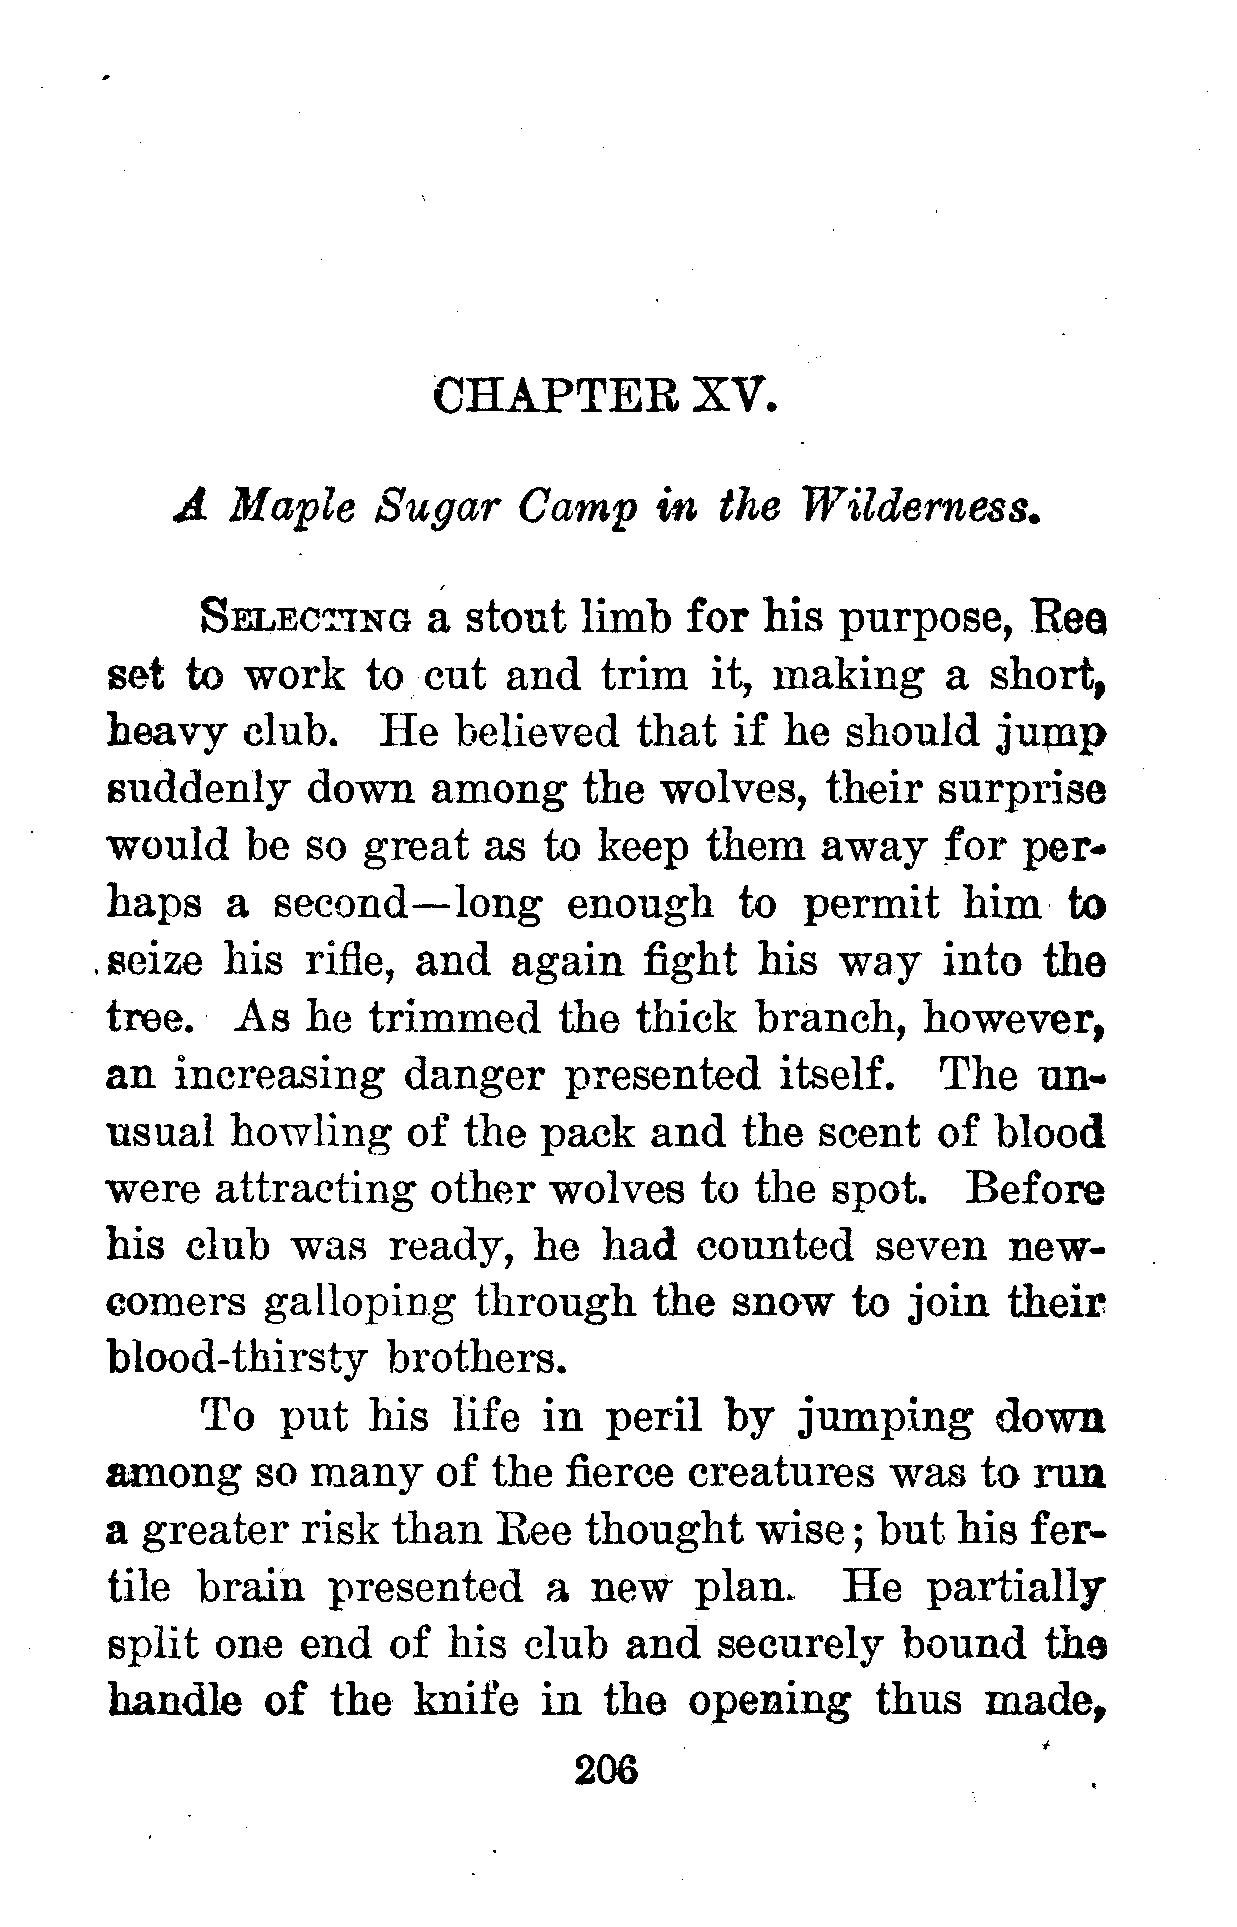 CHAPTER XV.
A Maple Sugar Camp in the Wilderness.
SELECTING a stout limb for his purpose, Ree
set to work to cut and trim it, making a short,
heavy club. He believed that if he should jump
suddenly down among the wolves, their surprise
would be so great as to keep them away for per-
haps a second—long enough to permit him to
seize his rifle, and again fight his way into the
tree. As he trimmed the thick branch, however,
an increasing danger presented itself. The un-
usual howling of the pack and the scent of blood
were attracting other wolves to the spot. Before
his club was ready, he had counted seven new-
comers galloping through the snow to join their
blood-thirsty brothers.
To put his life in peril by jumping down
among so many of the fierce creatures was to run
a greater risk than Ree thought wise; but his fer-
tile brain presented a new plan. He partially
split one end of his club and securely bound the
handle of the knife in the opening thus made,
206